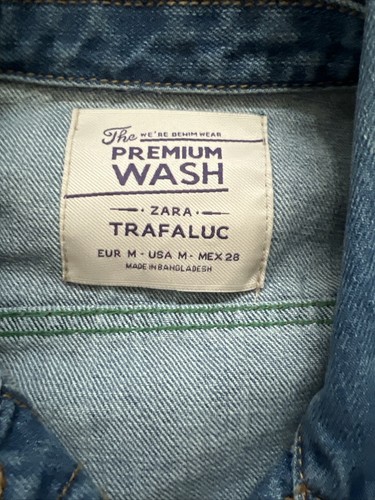 The WE'RE DENIM WEAR
PREMIUM
WASH
ZARA
TRAFALUC
EUR M - USA M - MEX 28
MADE IN BANGLADESH